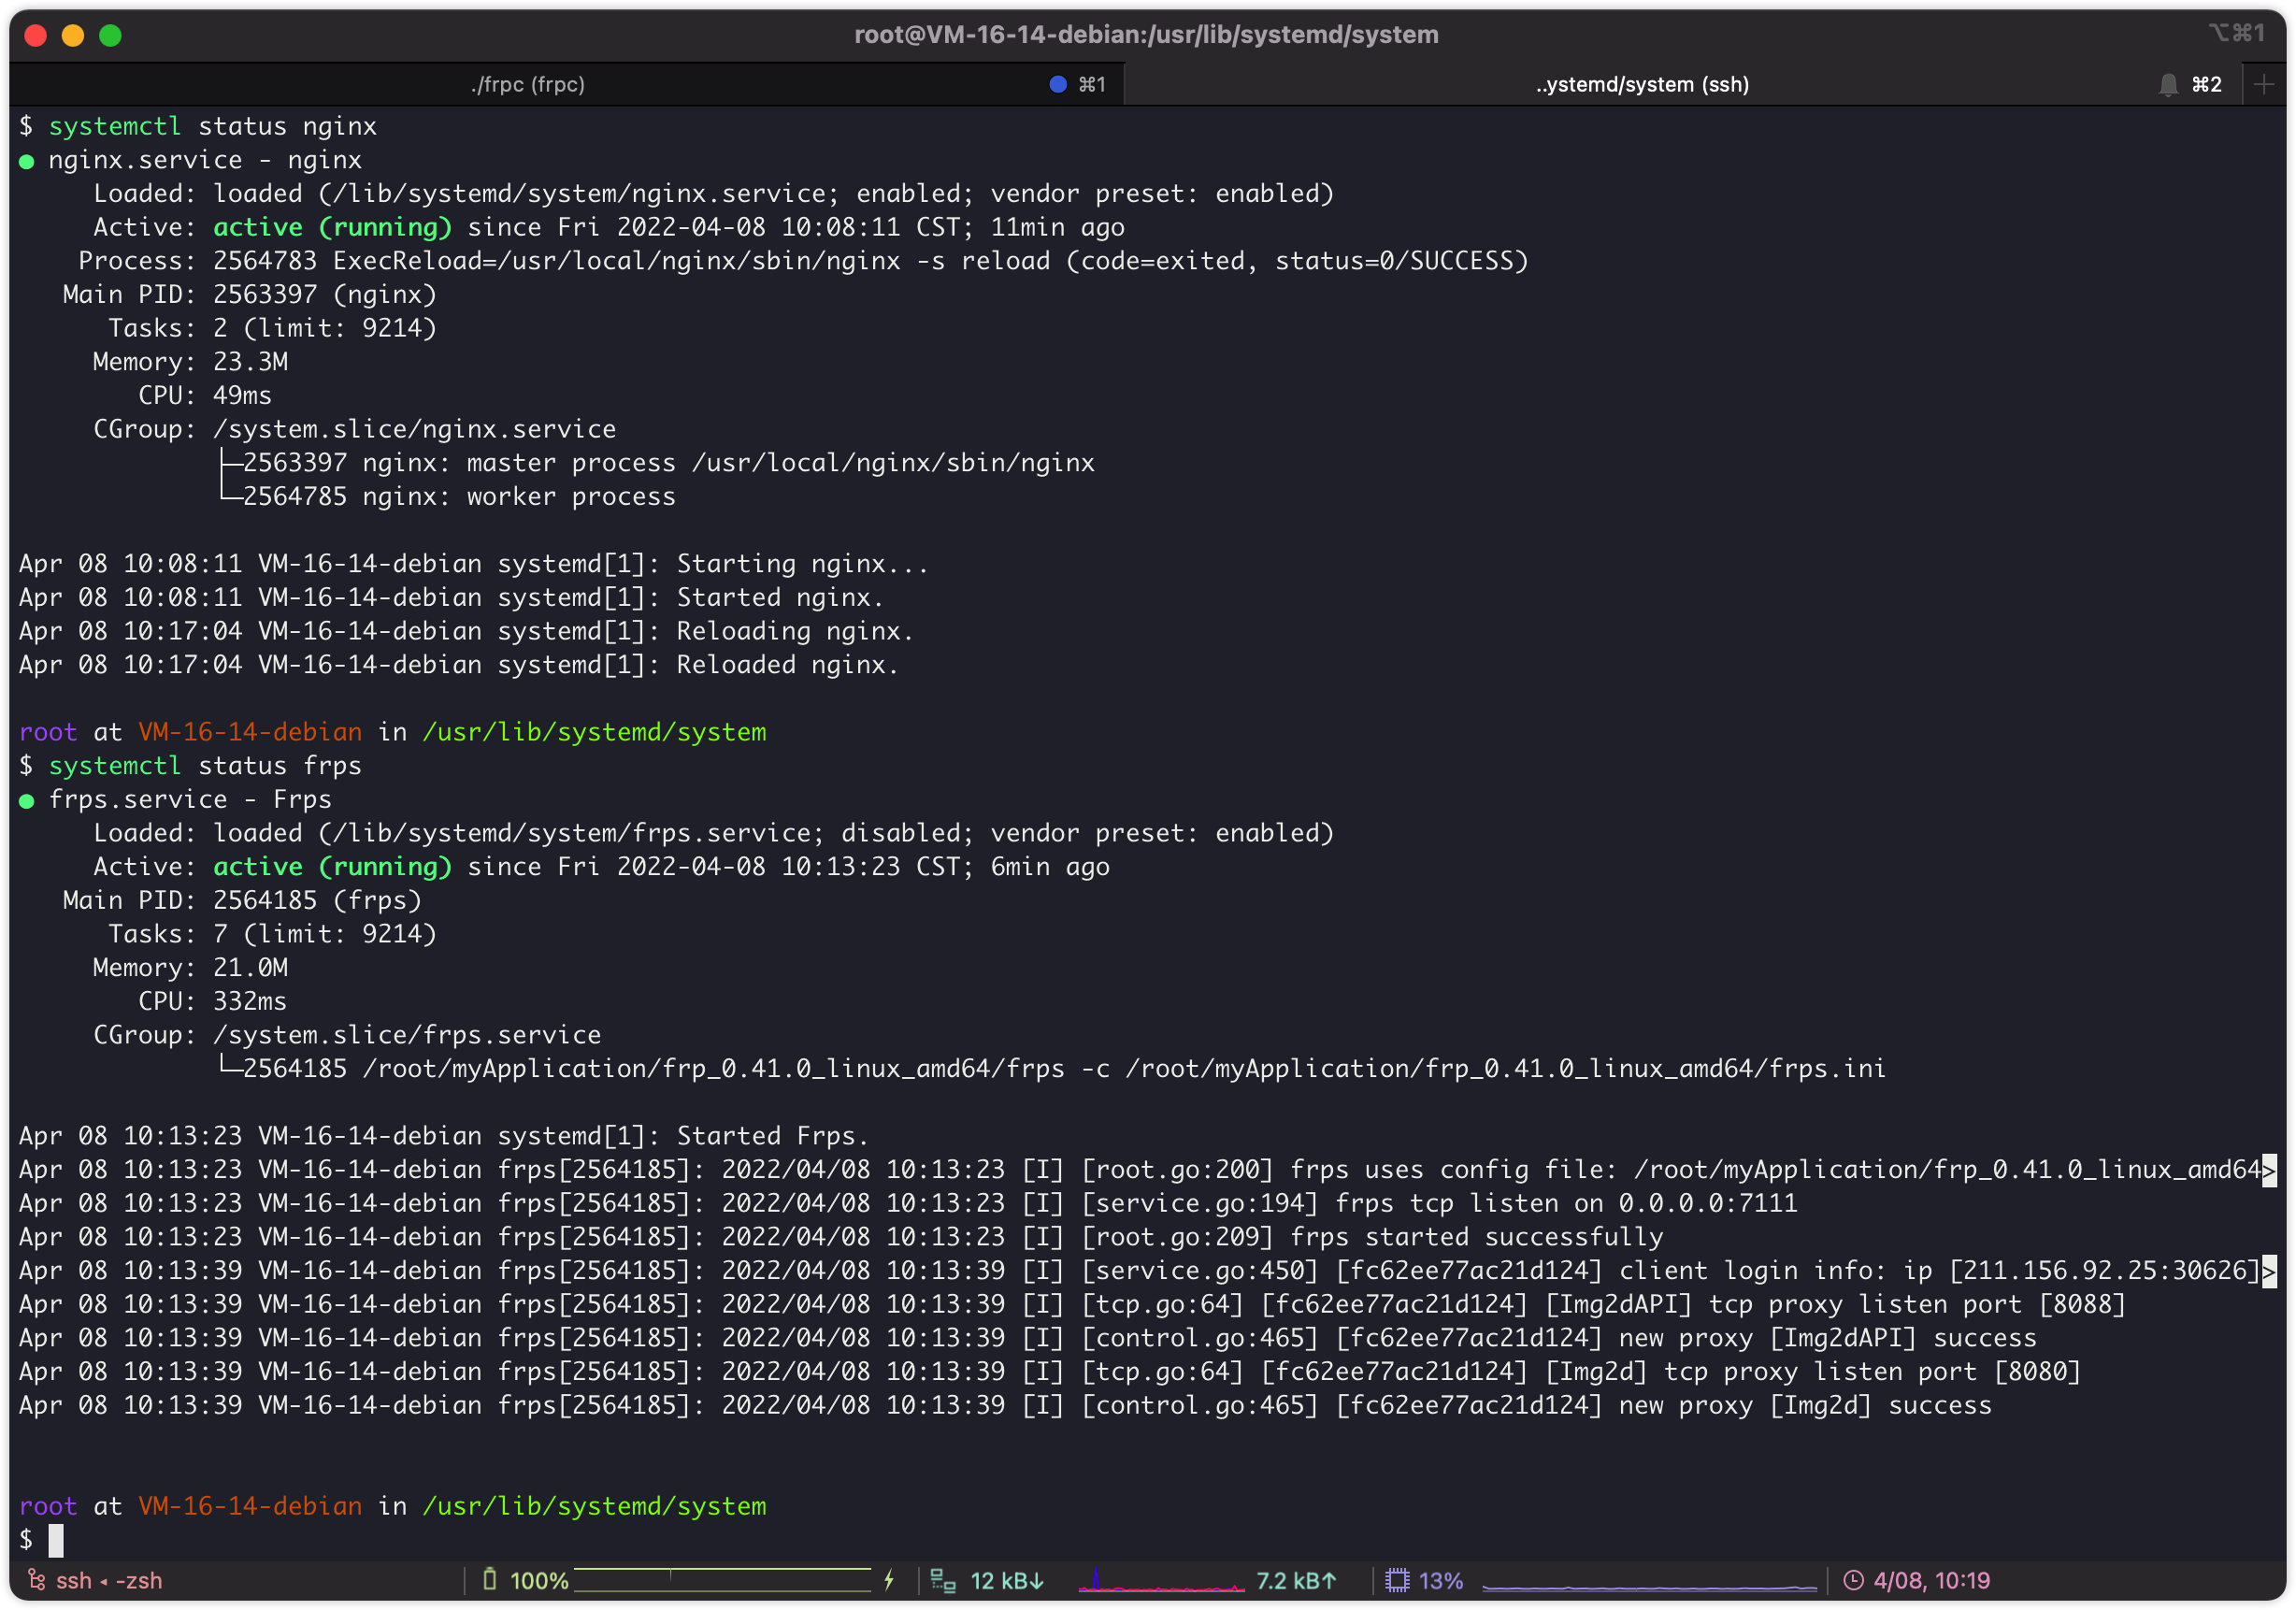 root@VM-16-14-debian:/usr/lib/systemd/system ⌥⌘1
./frpc (frpc) ⌘1 ..ystemd/system (ssh) ⌘2
$ systemctl status nginx
● nginx.service - nginx
Loaded: loaded (/lib/systemd/system/nginx.service; enabled; vendor preset: enabled)
Active: active (running) since Fri 2022-04-08 10:08:11 CST; 11min ago
Process: 2564783 ExecReload=/usr/local/nginx/sbin/nginx -s reload (code=exited, status=0/SUCCESS)
Main PID: 2563397 (nginx)
Tasks: 2 (limit: 9214)
Memory: 23.3M
CPU: 49ms
CGroup: /system.slice/nginx.service
├─2563397 nginx: master process /usr/local/nginx/sbin/nginx
└─2564785 nginx: worker process
Apr 08 10:08:11 VM-16-14-debian systemd[1]: Starting nginx...
Apr 08 10:08:11 VM-16-14-debian systemd[1]: Started nginx.
Apr 08 10:17:04 VM-16-14-debian systemd[1]: Reloading nginx.
Apr 08 10:17:04 VM-16-14-debian systemd[1]: Reloaded nginx.
root at VM-16-14-debian in /usr/lib/systemd/system
$ systemctl status frps
● frps.service - Frps
Loaded: loaded (/lib/systemd/system/frps.service; disabled; vendor preset: enabled)
Active: active (running) since Fri 2022-04-08 10:13:23 CST; 6min ago
Main PID: 2564185 (frps)
Tasks: 7 (limit: 9214)
Memory: 21.0M
CPU: 332ms
CGroup: /system.slice/frps.service
└─2564185 /root/myApplication/frp_0.41.0_linux_amd64/frps -c /root/myApplication/frp_0.41.0_linux_amd64/frps.ini
Apr 08 10:13:23 VM-16-14-debian systemd[1]: Started Frps.
Apr 08 10:13:23 VM-16-14-debian frps[2564185]: 2022/04/08 10:13:23 [I] [root.go:200] frps uses config file: /root/myApplication/frp_0.41.0_linux_amd64>
Apr 08 10:13:23 VM-16-14-debian frps[2564185]: 2022/04/08 10:13:23 [I] [service.go:194] frps tcp listen on 0.0.0.0:7111
Apr 08 10:13:23 VM-16-14-debian frps[2564185]: 2022/04/08 10:13:23 [I] [root.go:209] frps started successfully
Apr 08 10:13:39 VM-16-14-debian frps[2564185]: 2022/04/08 10:13:39 [I] [service.go:450] [fc62ee77ac21d124] client login info: ip [211.156.92.25:30626]>
Apr 08 10:13:39 VM-16-14-debian frps[2564185]: 2022/04/08 10:13:39 [I] [tcp.go:64] [fc62ee77ac21d124] [Img2dAPI] tcp proxy listen port [8088]
Apr 08 10:13:39 VM-16-14-debian frps[2564185]: 2022/04/08 10:13:39 [I] [control.go:465] [fc62ee77ac21d124] new proxy [Img2dAPI] success
Apr 08 10:13:39 VM-16-14-debian frps[2564185]: 2022/04/08 10:13:39 [I] [tcp.go:64] [fc62ee77ac21d124] [Img2d] tcp proxy listen port [8080]
Apr 08 10:13:39 VM-16-14-debian frps[2564185]: 2022/04/08 10:13:39 [I] [control.go:465] [fc62ee77ac21d124] new proxy [Img2d] success
root at VM-16-14-debian in /usr/lib/systemd/system
$
ssh ◂ -zsh 100% 12 kB↓ 7.2 kB↑ 13% 4/08, 10:19